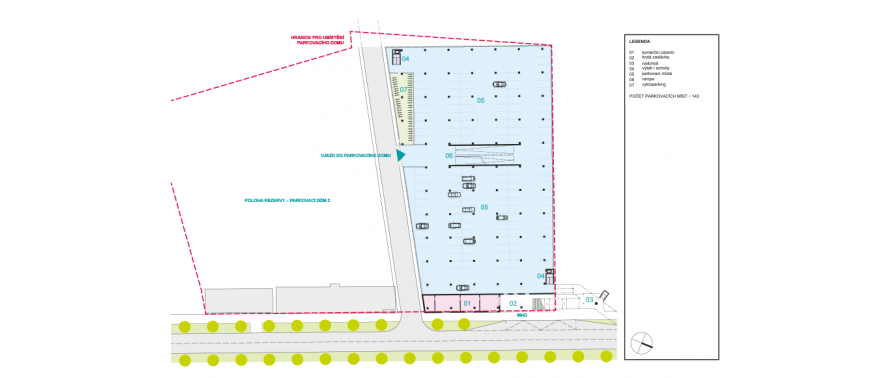 HRANICE PRO UMÍSTĚNÍ
PARKOVACÍHO DOMU
04
07
05
VJEZD DO PARKOVACÍHO DOMU
06
POLOHA REZERVY – PARKOVACÍ DŮM 2
05
04
01
02
03
MHD
LEGENDA
01 komerční zázemí
02 krytá zastávka
03 nadchod
04 výtah / schody
05 parkovací místa
06 rampa
07 cykloparking
POČET PARKOVACÍCH MÍST – 143